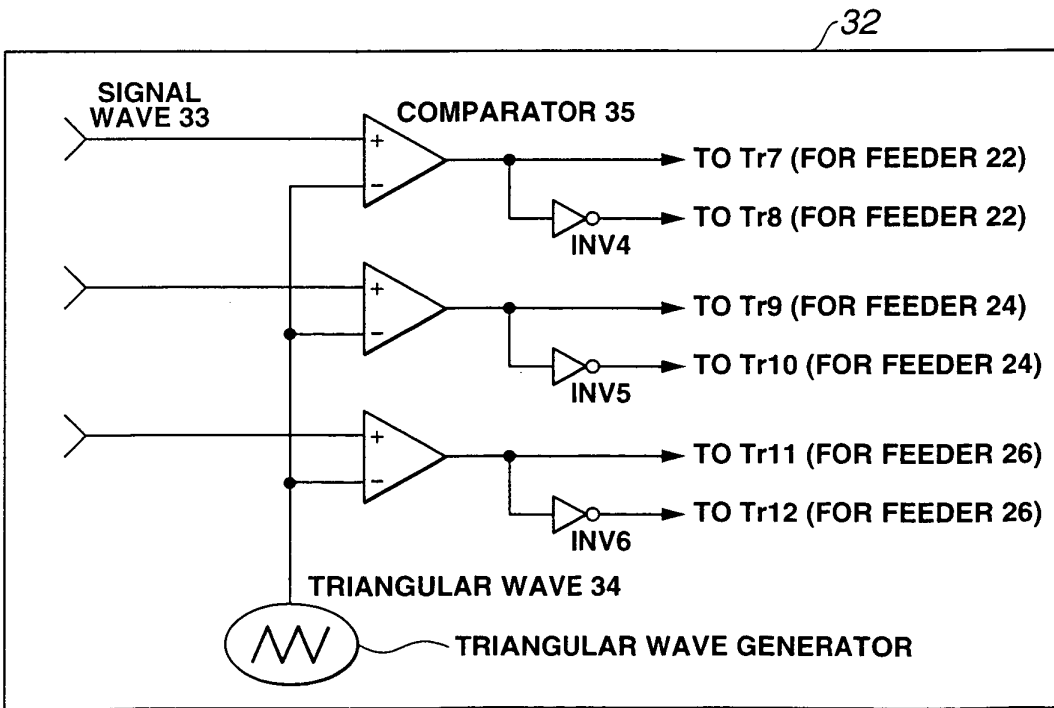 32
SIGNAL
WAVE 33
COMPARATOR 35
+
−
TO Tr7 (FOR FEEDER 22)
TO Tr8 (FOR FEEDER 22)
INV4
+
−
TO Tr9 (FOR FEEDER 24)
TO Tr10 (FOR FEEDER 24)
INV5
+
−
TO Tr11 (FOR FEEDER 26)
TO Tr12 (FOR FEEDER 26)
INV6
TRIANGULAR WAVE 34
TRIANGULAR WAVE GENERATOR